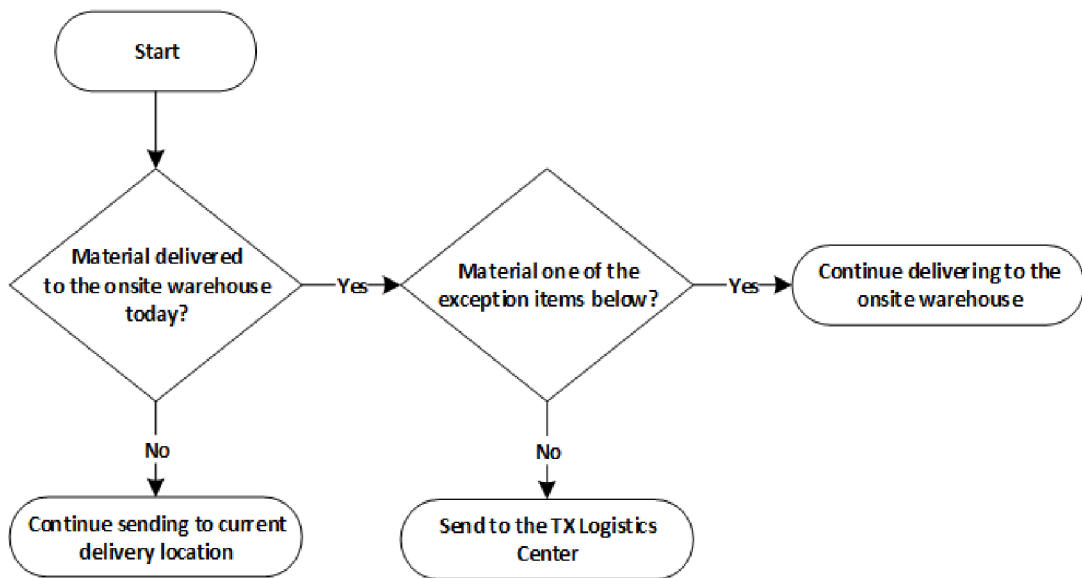 Start
Material delivered
to the onsite warehouse
today?
Yes
Material one of the
exception items below?
Yes
Continue delivering to the
onsite warehouse
No
No
Continue sending to current
delivery location
Send to the TX Logistics
Center